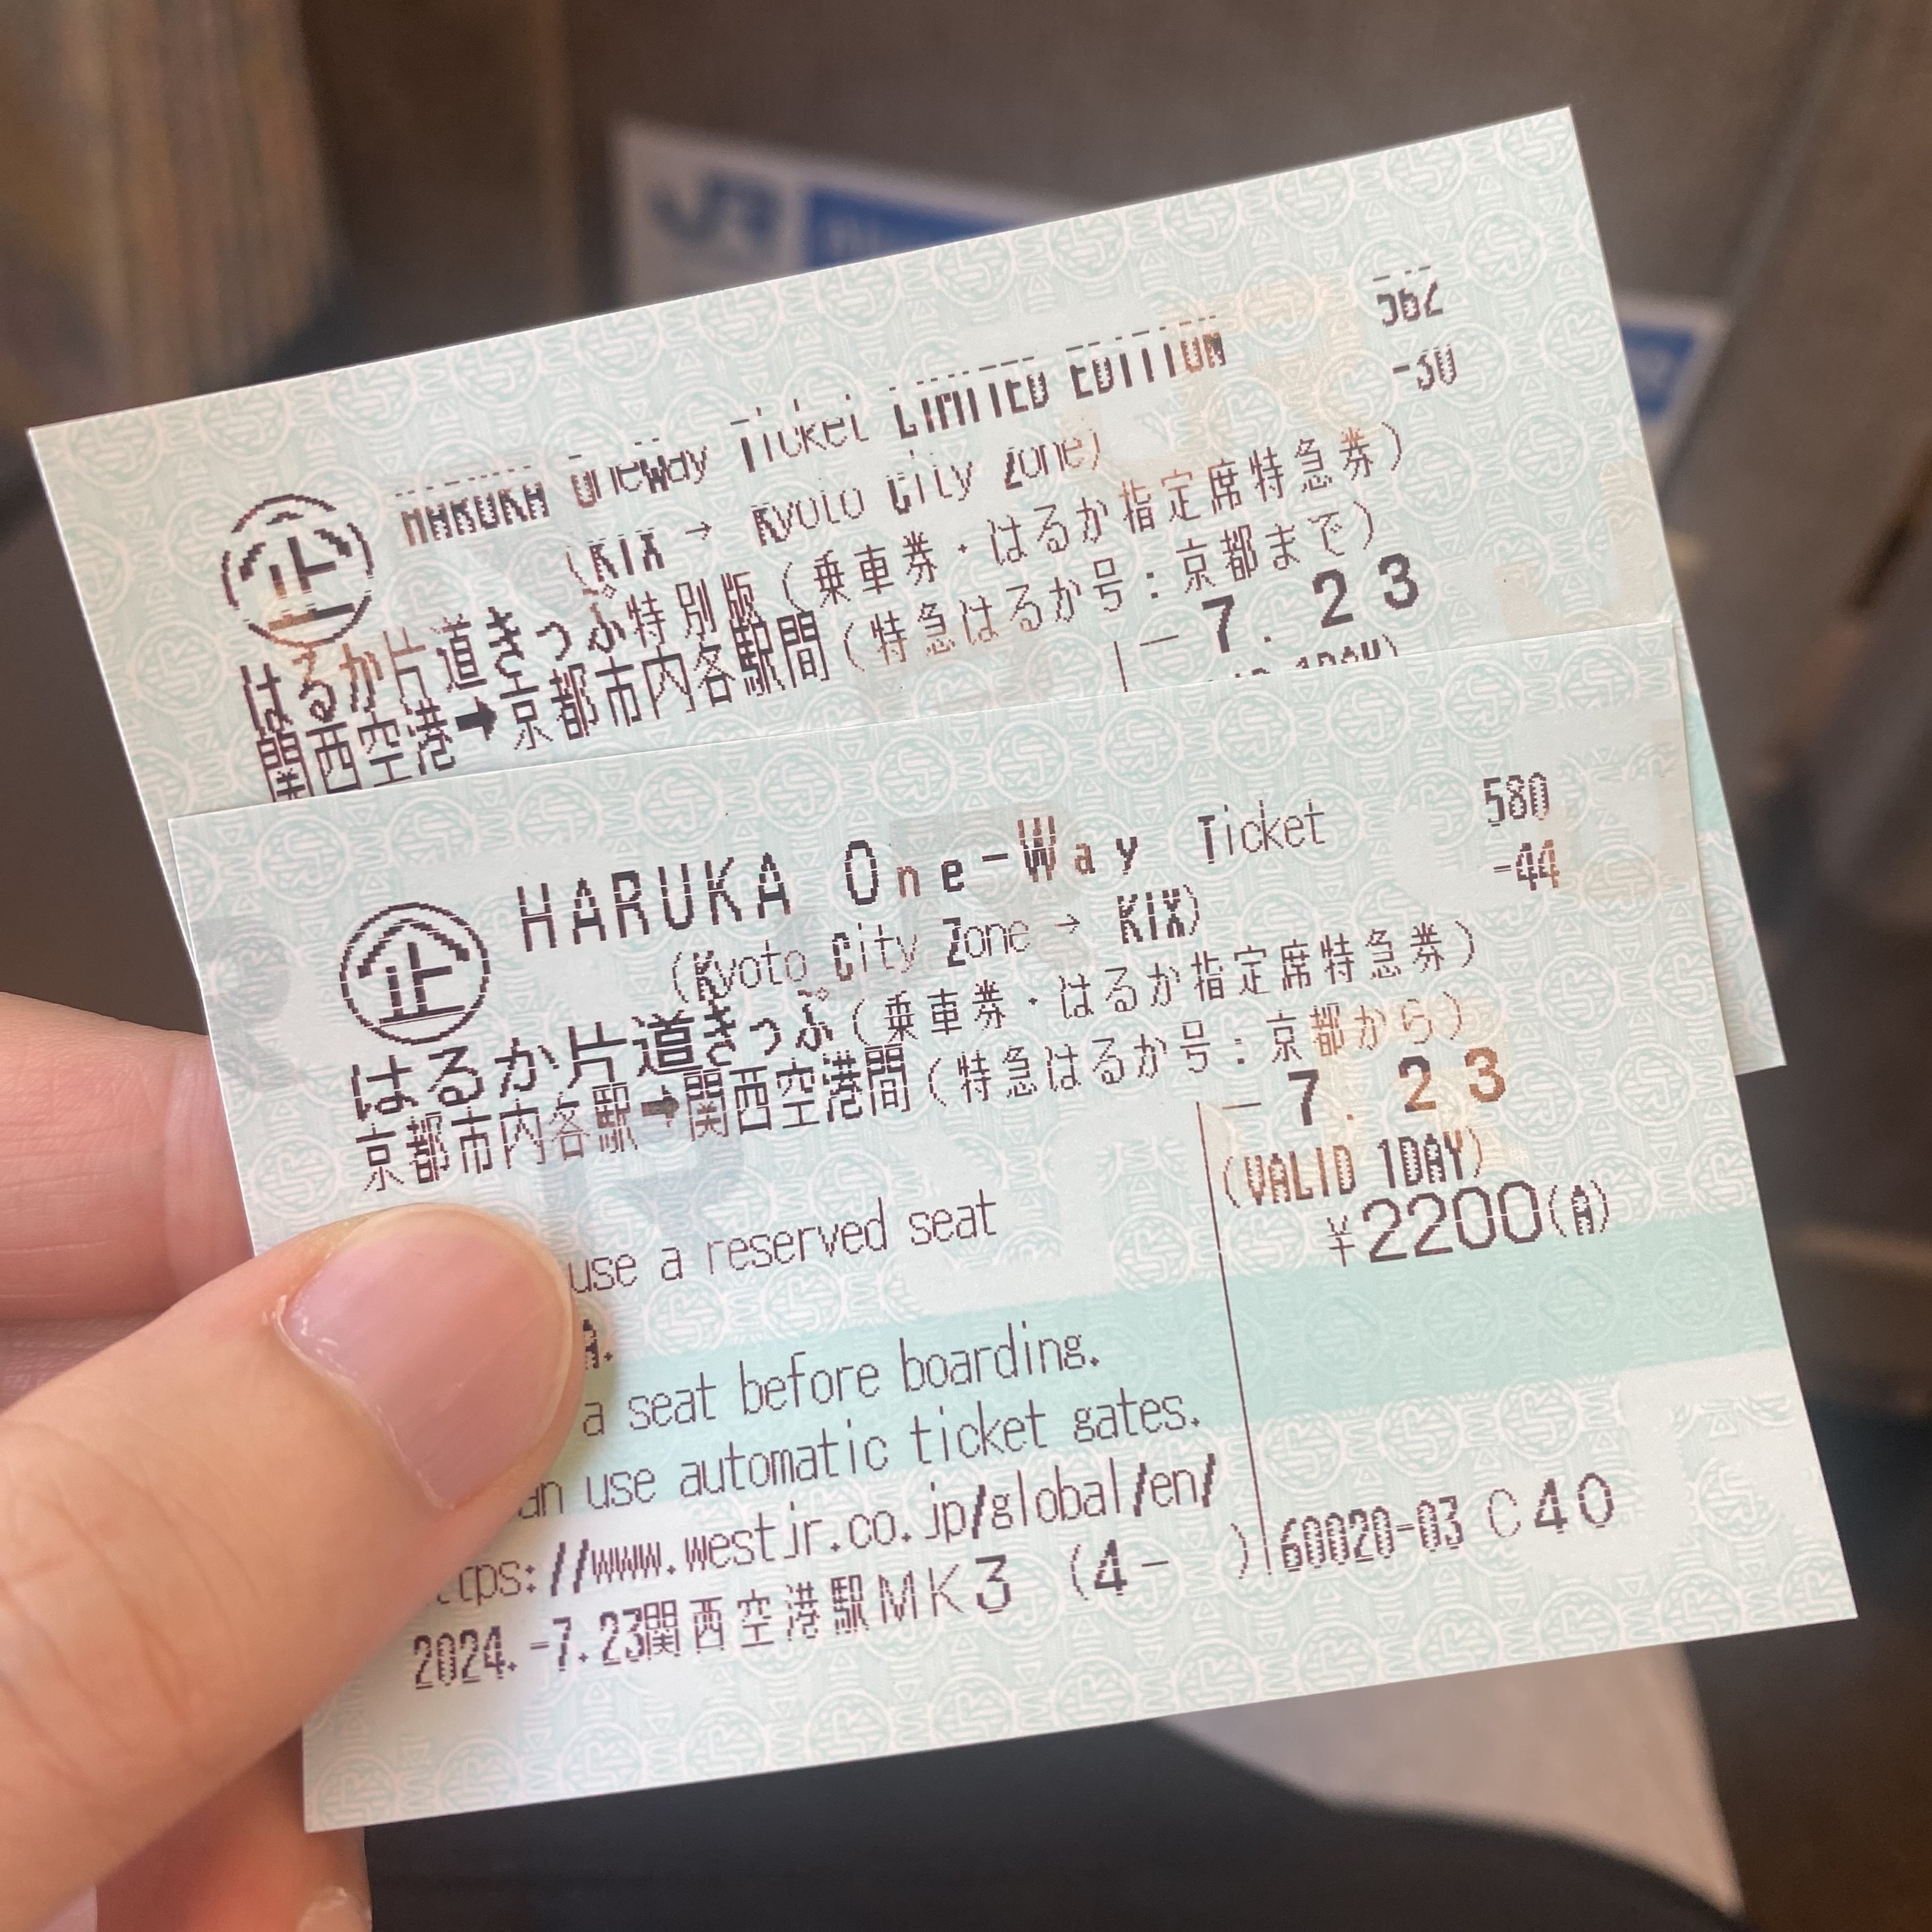 JR
562
-30
企
HARUKA OneWay Ticket LIMITED EDITION
(KIX → Kyoto City Zone)
はるか片道きっぷ特別版(乗車券・はるか指定席特急券)
関西空港➡京都市内各駅間(特急はるか号:京都まで)
-7.23
1DAY)
580
-44
企
HARUKA One-Way Ticket
(Kyoto City Zone → KIX)
はるか片道きっぷ(乗車券・はるか指定席特急券)
京都市内各駅➡関西空港間(特急はるか号:京都から)
-7.23
(VALID 1DAY)
¥2200(A)
use a reserved seat
A.
a seat before boarding.
an use automatic ticket gates.
tps://www.westjr.co.jp/global/en/
2024.-7.23関西空港駅MK3 (4- ) 60020-03 C40